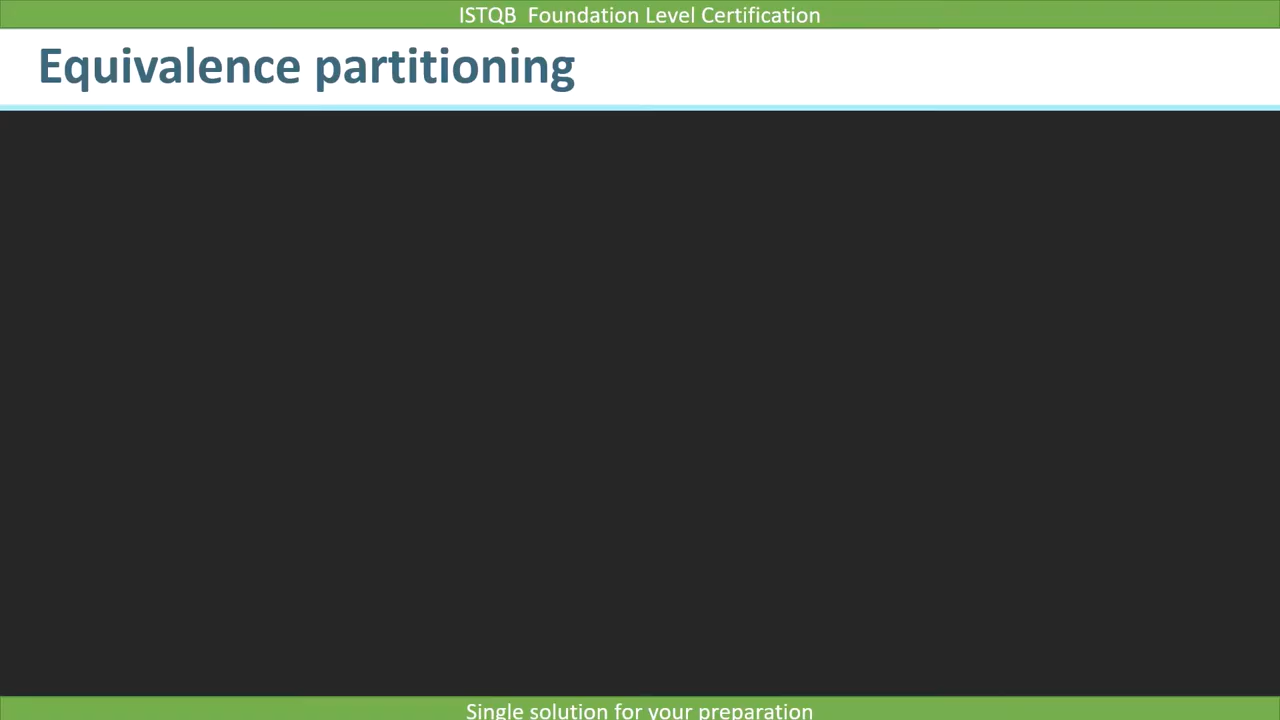 ISTQB  Foundation Level Certification
Equivalence partitioning
Single solution for your preparation